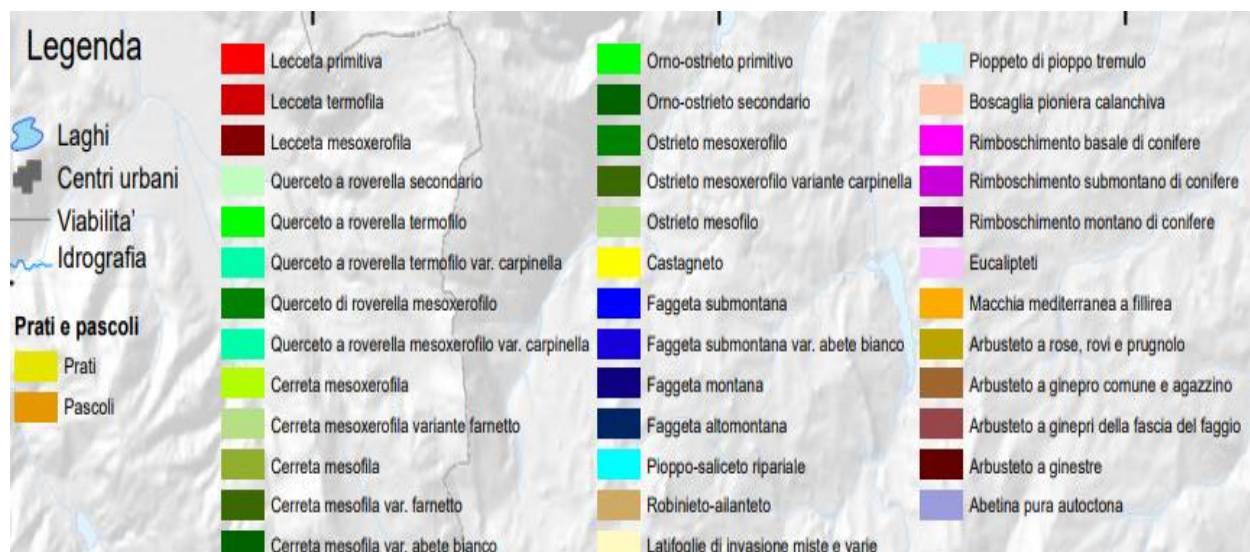 Legenda
Laghi
Centri urbani
Viabilita'
Idrografia
Prati e pascoli
Prati
Pascoli
Lecceta primitiva
Lecceta termofila
Lecceta mesoxerofila
Querceto a roverella secondario
Querceto a roverella termofilo
Querceto a roverella termofilo var. carpinella
Querceto di roverella mesoxerofilo
Querceto a roverella mesoxerofilo var. carpinella
Cerreta mesoxerofila
Cerreta mesoxerofila variante farnetto
Cerreta mesofila
Cerreta mesofila var. farnetto
Cerreta mesofila var. abete bianco
Orno-ostrieto primitivo
Orno-ostrieto secondario
Ostrieto mesoxerofilo
Ostrieto mesoxerofilo variante carpinella
Ostrieto mesofilo
Castagneto
Faggeta submontana
Faggeta submontana var. abete bianco
Faggeta montana
Faggeta altomontana
Pioppo-saliceto ripariale
Robinieto-ailanteto
Latifoglie di invasione miste e varie
Pioppeto di pioppo tremulo
Boscaglia pioniera calanchiva
Rimboschimento basale di conifere
Rimboschimento submontano di conifere
Rimboschimento montano di conifere
Eucalipteti
Macchia mediterranea a fillirea
Arbusteto a rose, rovi e prugnolo
Arbusteto a ginepro comune e agazzino
Arbusteto a ginepri della fascia del faggio
Arbusteto a ginestre
Abetina pura autoctona